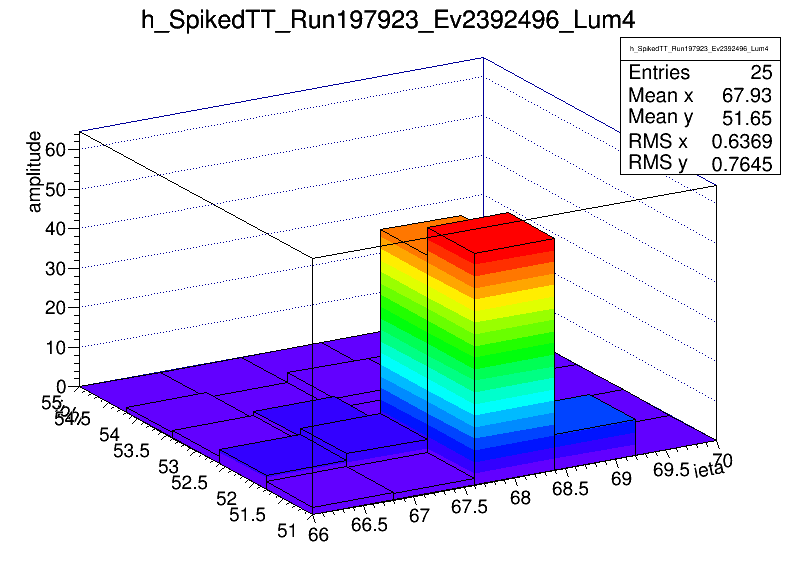 h_SpikedTT_Run197923_Ev2392496_Lum4
h_SpikedTT_Run197923_Ev2392496_Lum4
Entries 25
Mean x 67.93
Mean y 51.65
RMS x 0.6369
RMS y 0.7645
amplitude
60
50
40
30
20
10
0
55
54.5
54
53.5
53
52.5
52
51.5
51
66
66.5
67
67.5
68
68.5
69
69.5
70
ieta